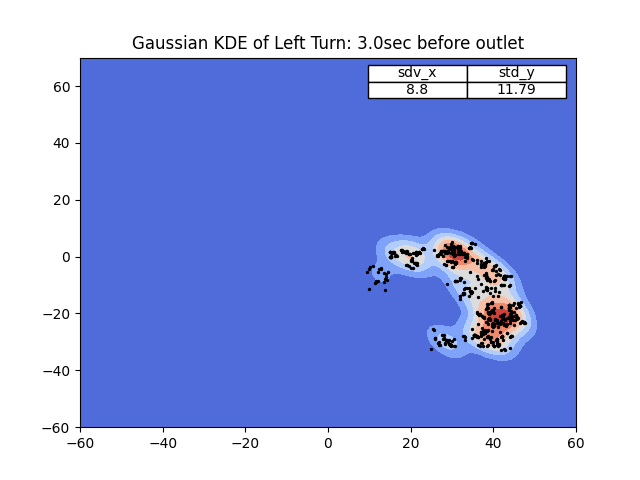 Gaussian KDE of Left Turn: 3.0sec before outlet
sdv_x std_y
8.8 11.79
60
40
20
0
−20
−40
−60
−60 −40 −20 0 20 40 60